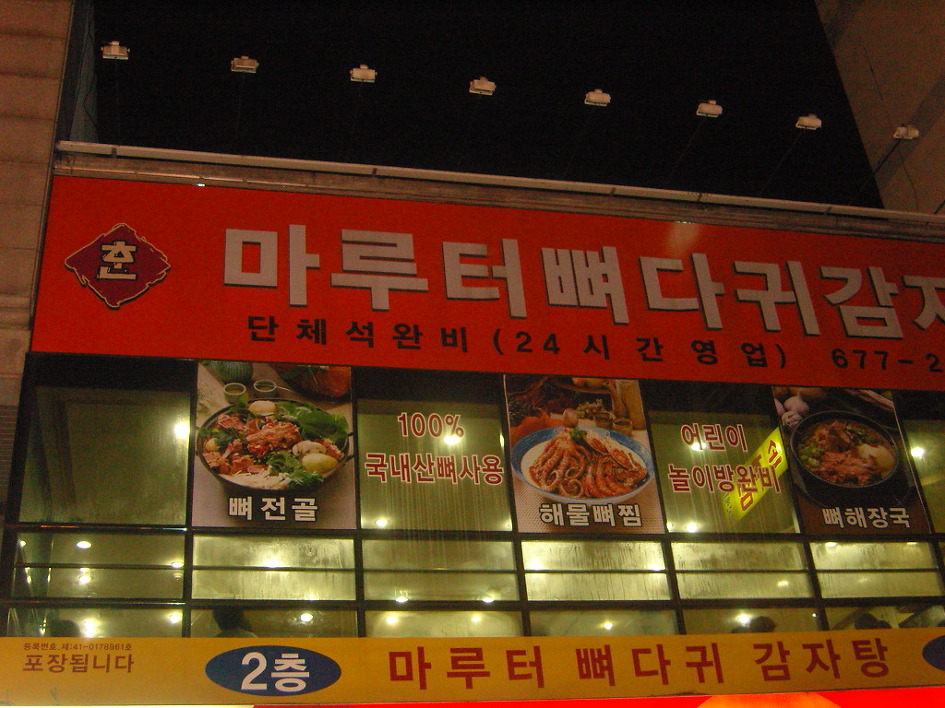 혼
마루터뼈다귀감자
단체석완비(24시간영업) 677-2
100%
국내산뼈사용
어린이
놀이방완비
뼈전골
해물뼈찜
뼈해장국
포장됩니다
2층
마루터 뼈다귀 감자탕